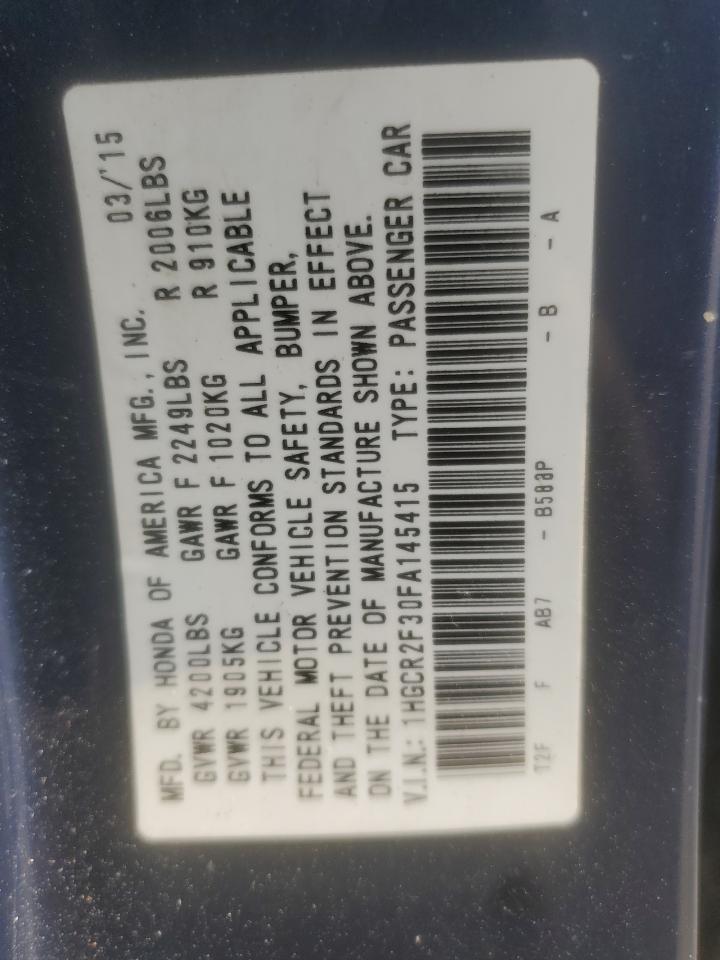 MFD. BY HONDA OF AMERICA MFG., INC. 03/'15
GVWR 4200LBS GAWR F 2249LBS R 2006LBS
GVWR 1905KG GAWR F 1020KG R 910KG
THIS VEHICLE CONFORMS TO ALL APPLICABLE
FEDERAL MOTOR VEHICLE SAFETY, BUMPER,
AND THEFT PREVENTION STANDARDS IN EFFECT
ON THE DATE OF MANUFACTURE SHOWN ABOVE.
V.I.N.: 1HGCR2F30FA145415 TYPE: PASSENGER CAR
T2F F AB7 - B588P - B - A